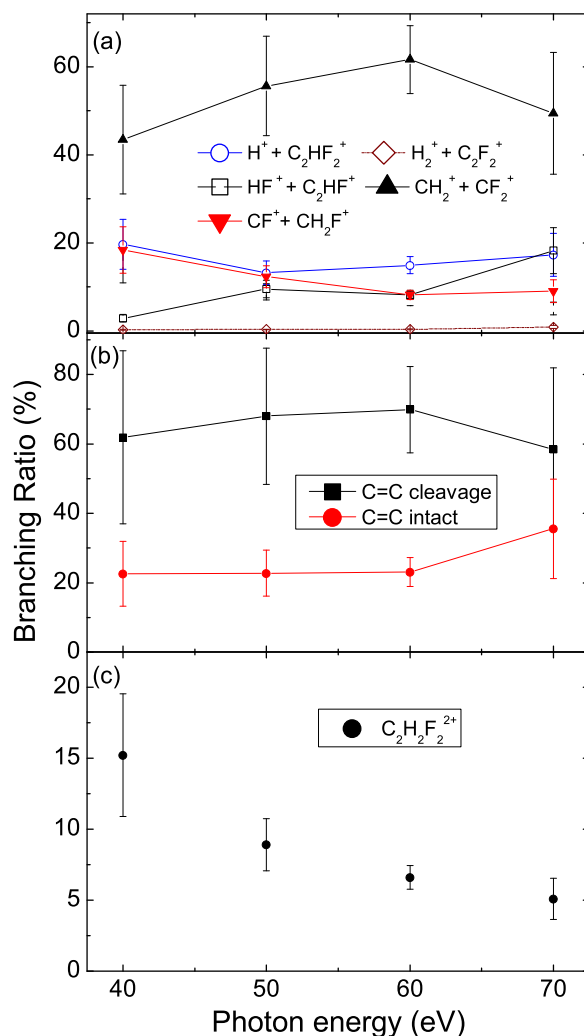 (a)
60
40
20
0
H⁺ + C₂HF₂⁺
H₂⁺ + C₂F₂⁺
HF⁺ + C₂HF⁺
CH₂⁺ + CF₂⁺
CF⁺ + CH₂F⁺
(b)
80
60
40
20
0
C=C cleavage
C=C intact
Branching Ratio (%)
(c)
20
15
10
5
0
C₂H₂F₂²⁺
40 50 60 70
Photon energy (eV)